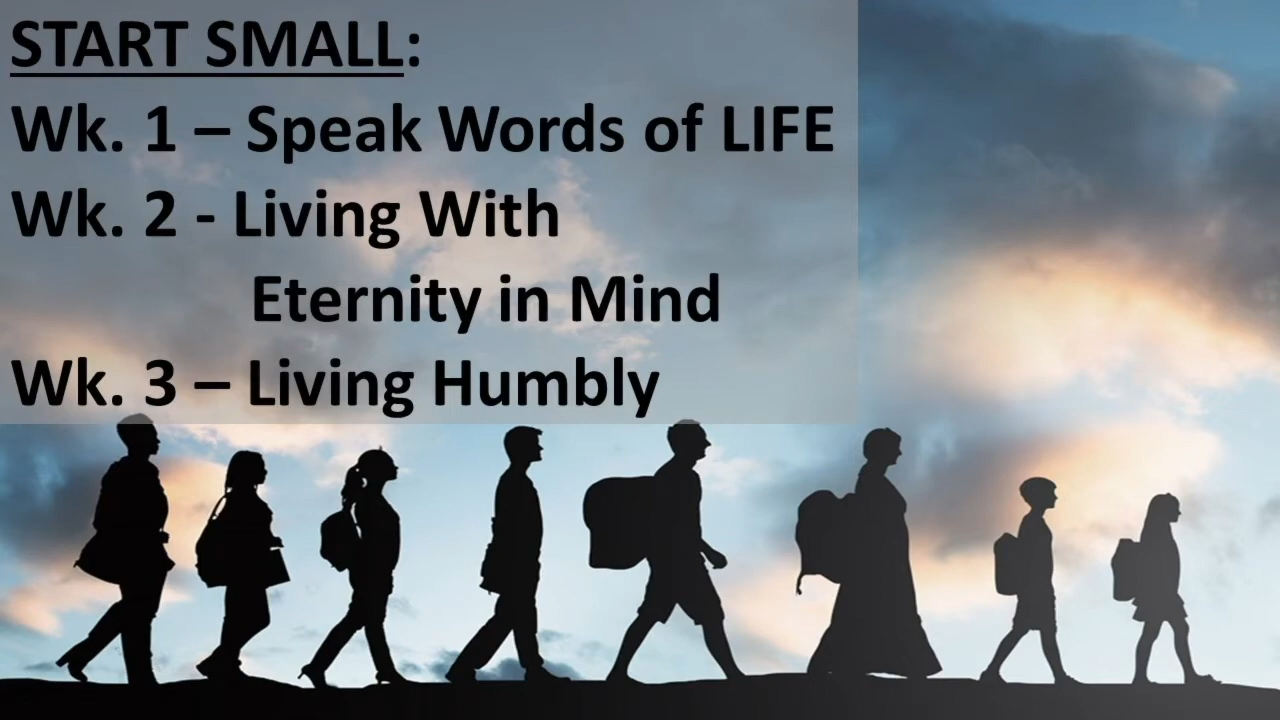 START SMALL:
Wk. 1 – Speak Words of LIFE
Wk. 2 - Living With
Eternity in Mind
Wk. 3 – Living Humbly